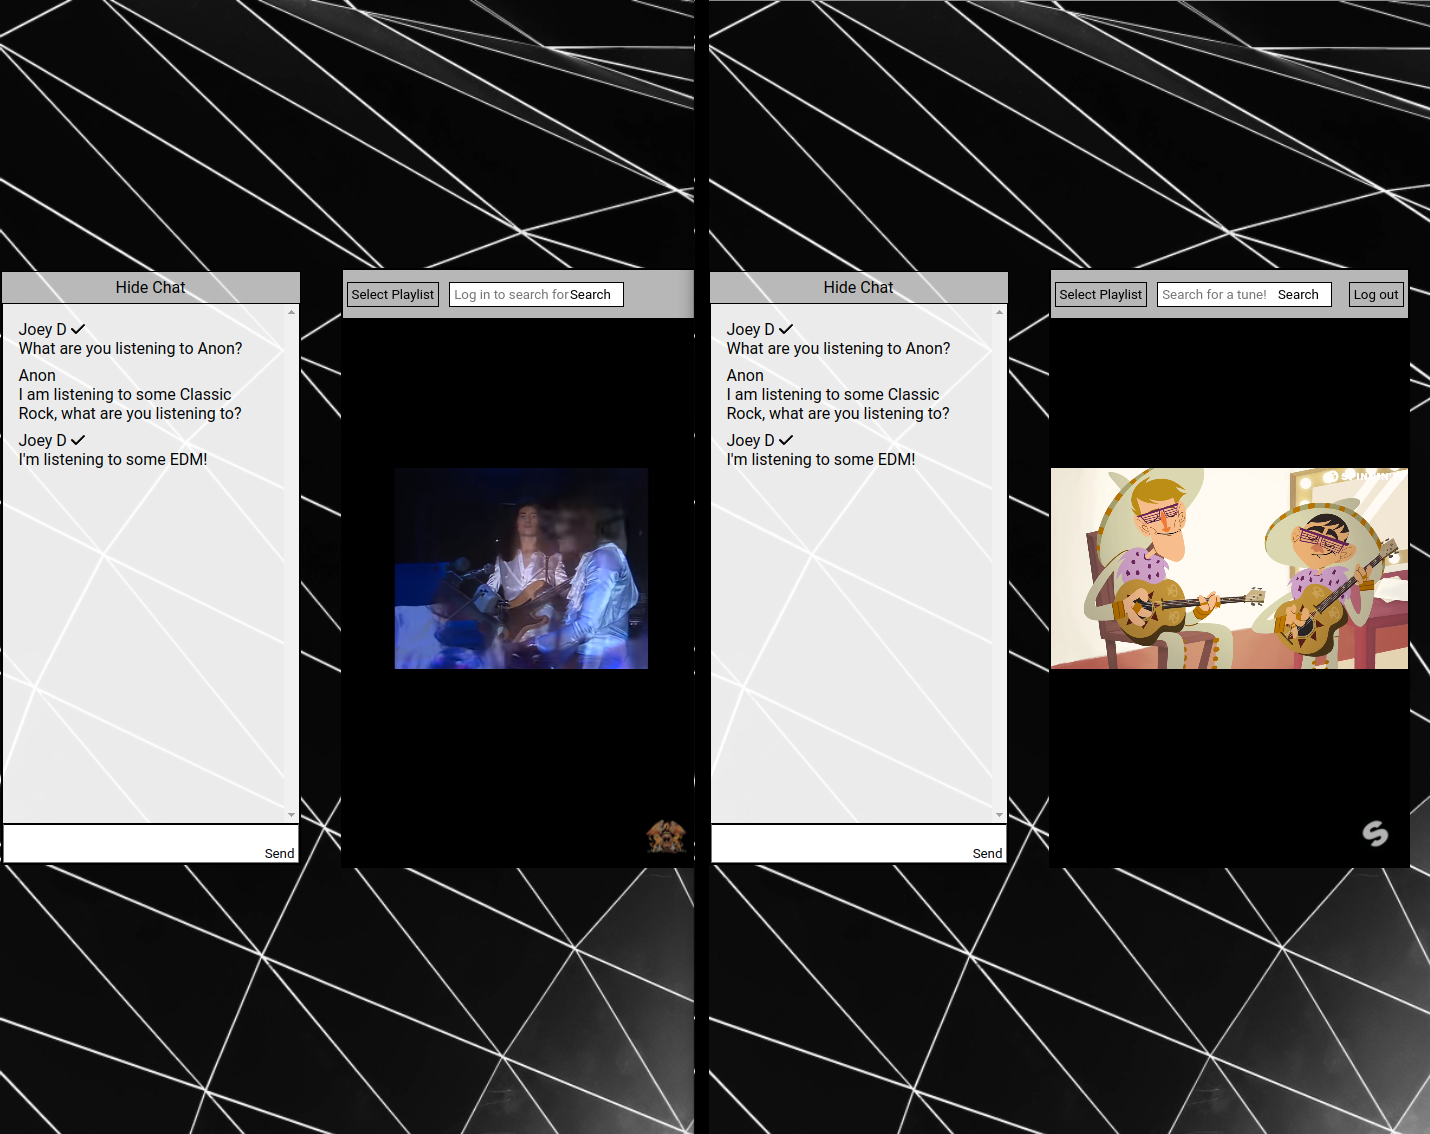 Hide Chat
Select Playlist
Log in to search for
Search
Joey D
What are you listening to Anon?
Anon
I am listening to some Classic
Rock, what are you listening to?
Joey D
I'm listening to some EDM!
Send
Hide Chat
Select Playlist
Search for a tune!
Search
Log out
Joey D
What are you listening to Anon?
Anon
I am listening to some Classic
Rock, what are you listening to?
Joey D
I'm listening to some EDM!
Send